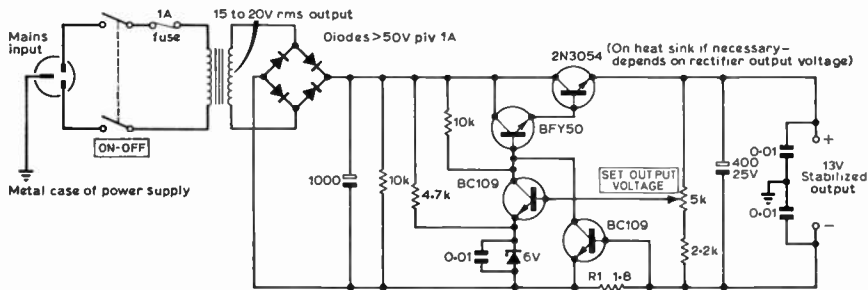 Mains
input
1A
fuse
15 to 20V rms output
Diodes >50V piv 1A
2N3054
(On heat sink if necessary-
depends on rectifier output voltage)
ON-OFF
Metal case of power supply
1000
10k
4.7k
10k
BFY50
BC109
SET OUTPUT
VOLTAGE
BC109
0.01
6V
R1 1.8
5k
2.2k
400
25V
0.01
0.01
+
13V
Stabilized
output
−